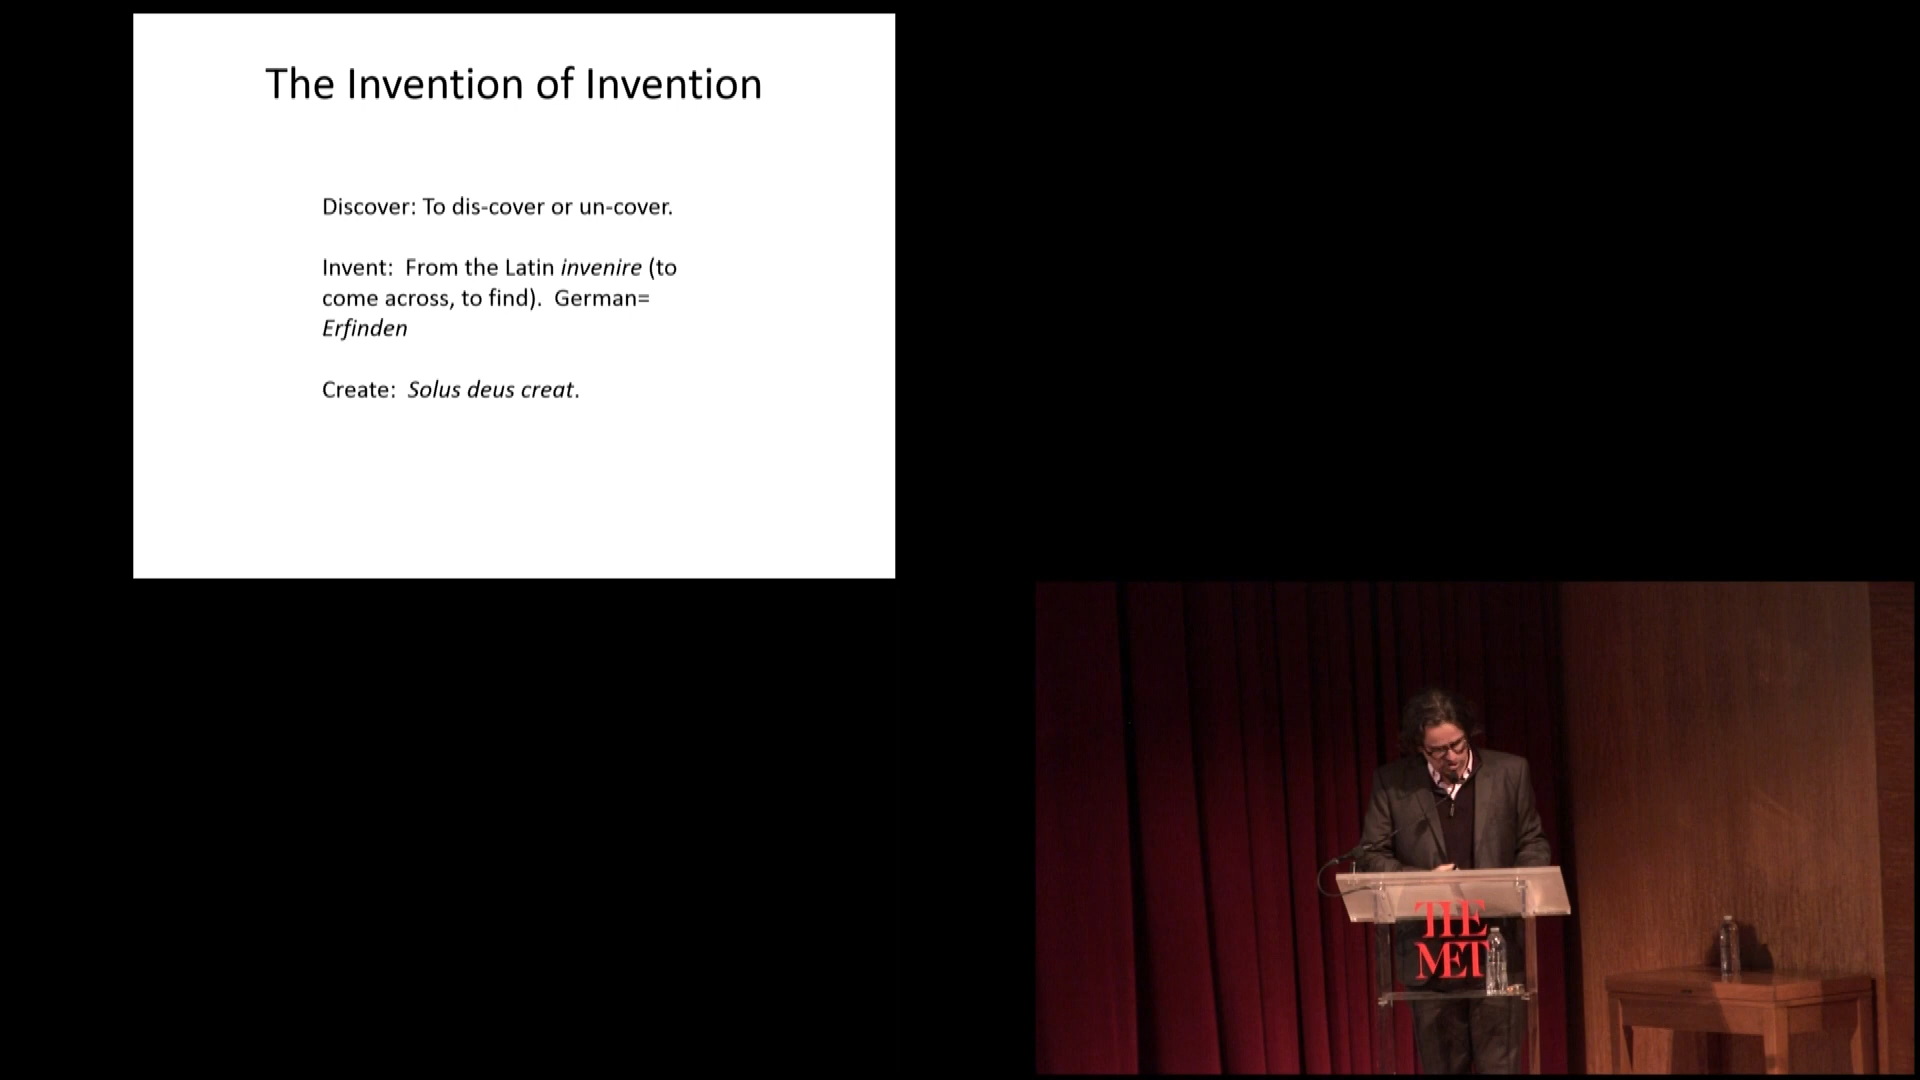 The Invention of Invention
Discover: To dis-cover or un-cover.
Invent:  From the Latin invenire (to
come across, to find).  German=
Erfinden
Create:  Solus deus creat.
THE
MET